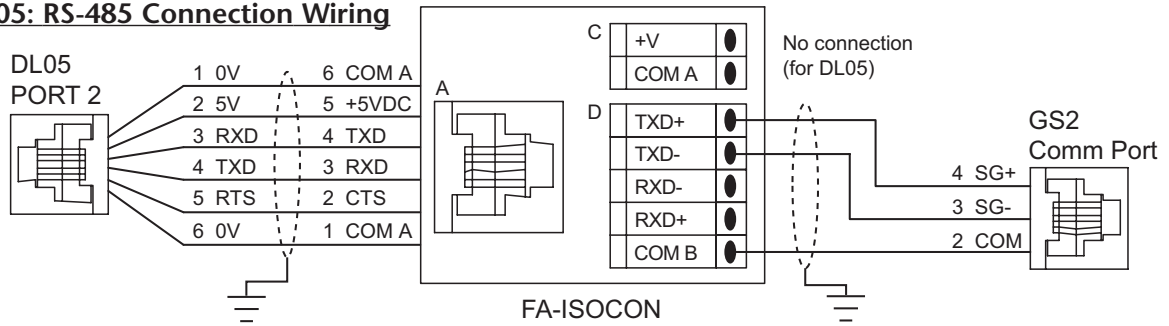 05: RS-485 Connection Wiring
DL05
PORT 2
1 0V
2 5V
3 RXD
4 TXD
5 RTS
6 0V
6 COM A
5 +5VDC
4 TXD
3 RXD
2 CTS
1 COM A
A
C
+V
COM A
D
TXD+
TXD-
RXD-
RXD+
COM B
FA-ISOCON
No connection
(for DL05)
GS2
Comm Port
4 SG+
3 SG-
2 COM